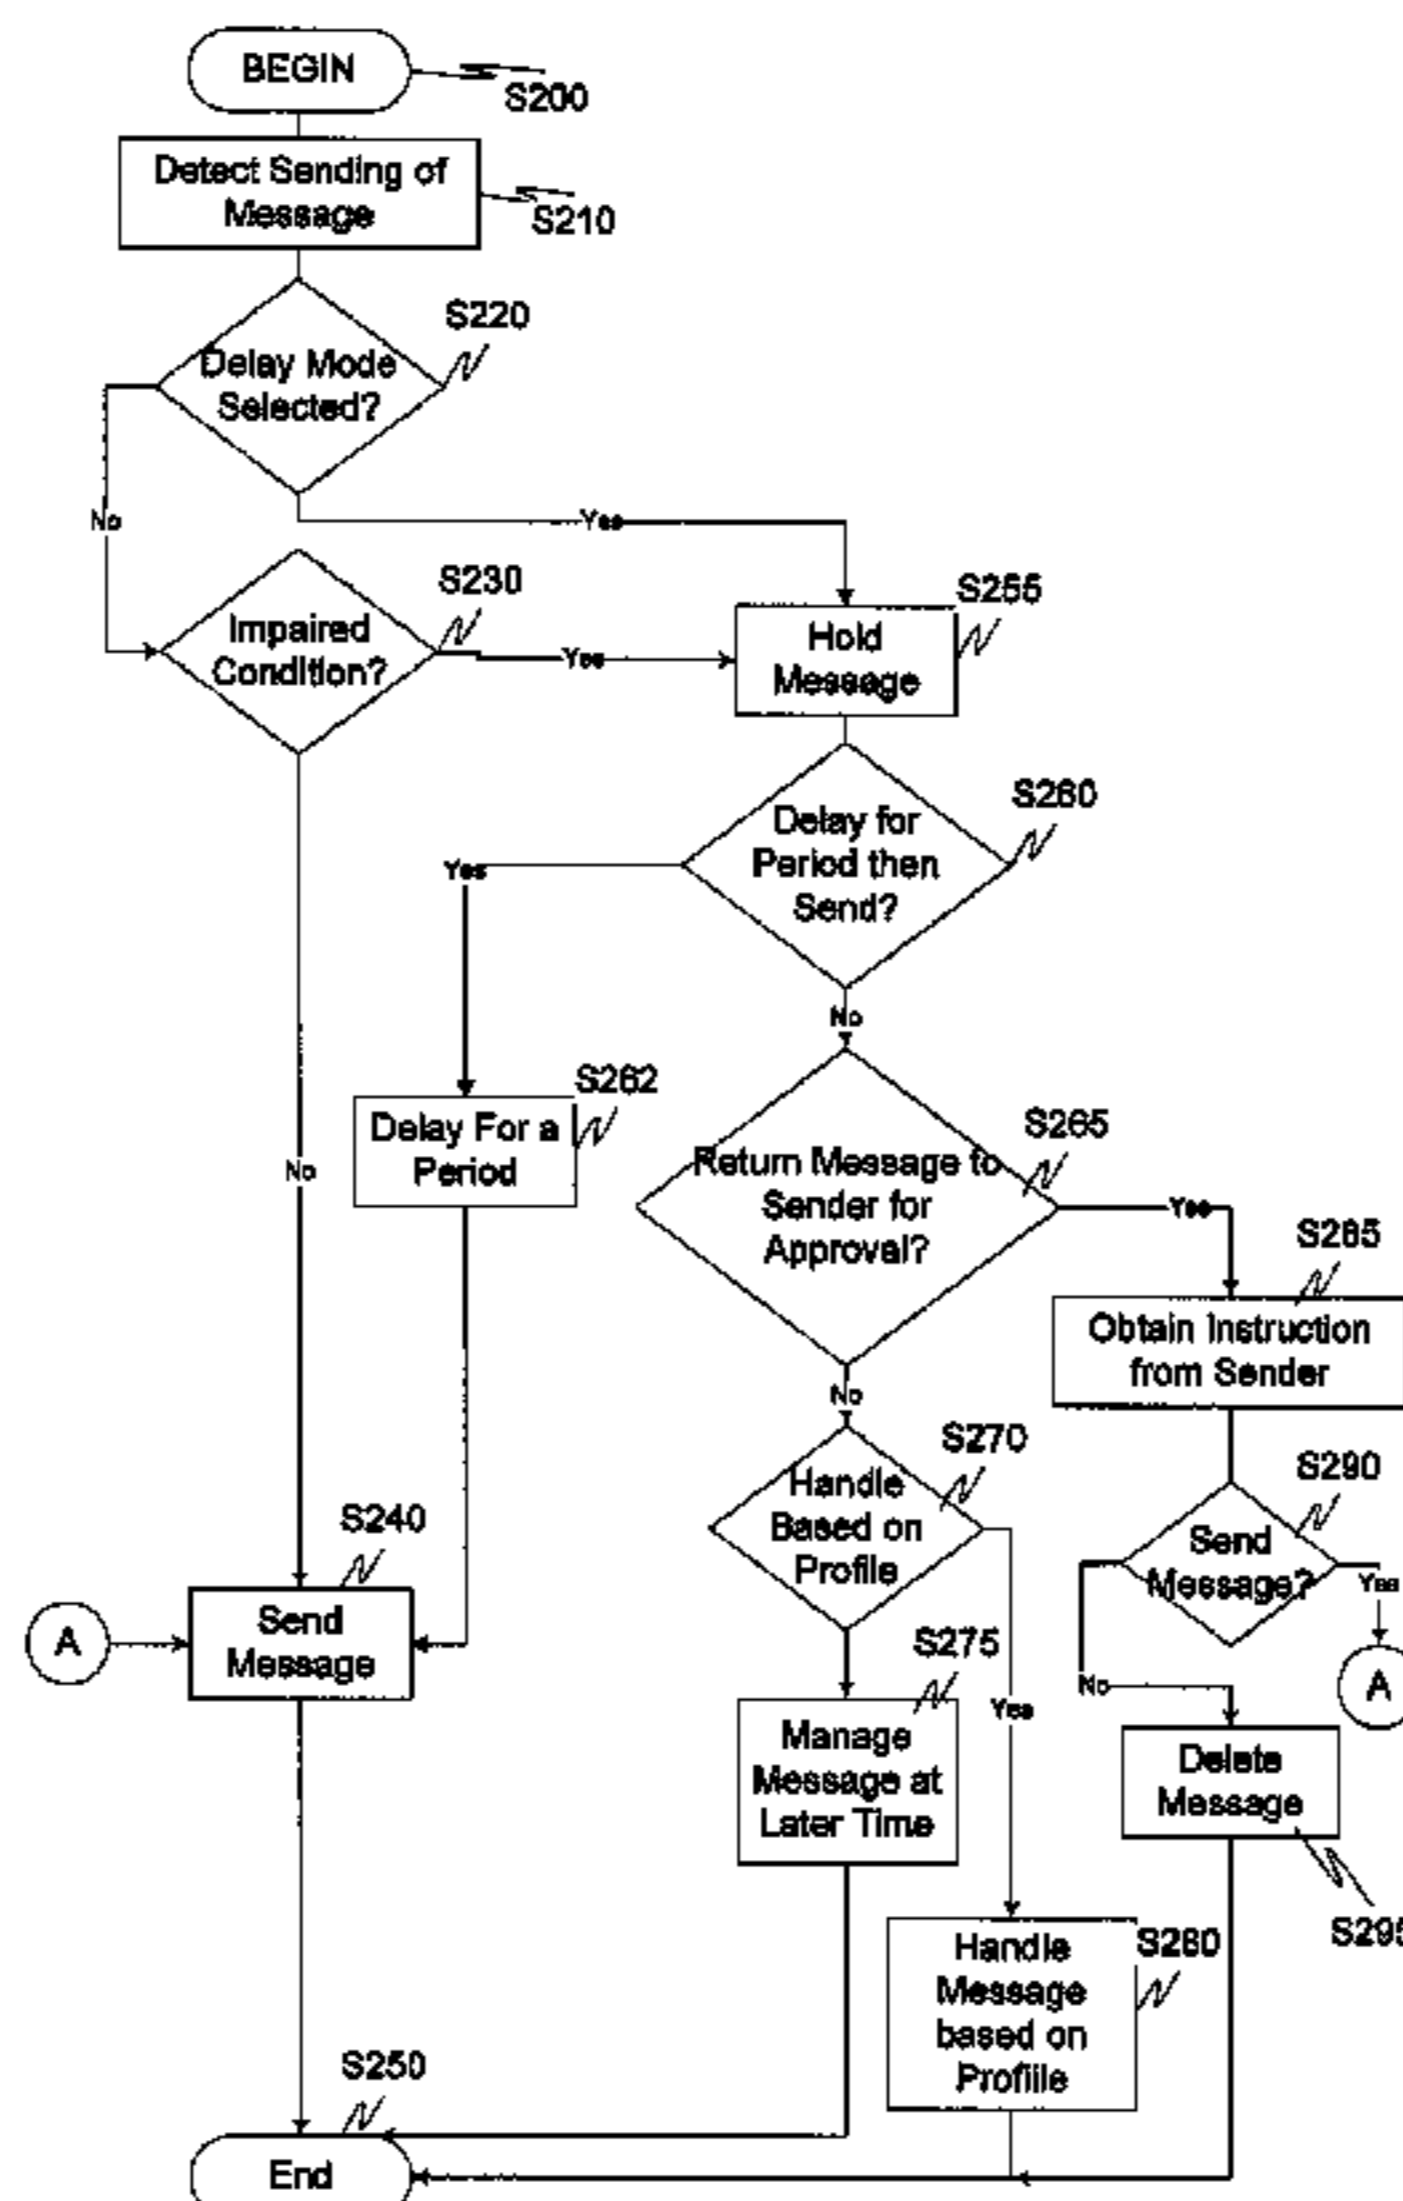 BEGIN
S200
Detect Sending of
Message
S210
S220
Delay Mode
Selected?
No
Yes
S230
Impaired
Condition?
Yes
S255
Hold
Message
S260
Delay for
Period then
Send?
Yes
No
S262
Delay For a
Period
No
S265
Return Message to
Sender for
Approval?
Yes
S285
Obtain Instruction
from Sender
No
S270
Handle
Based on
Profile
S290
Send
Message?
Yes
A
No
S240
Send
Message
A
S275
Manage
Message at
Later Time
Yes
Delete
Message
S295
S280
Handle
Message
based on
Profiile
S250
End